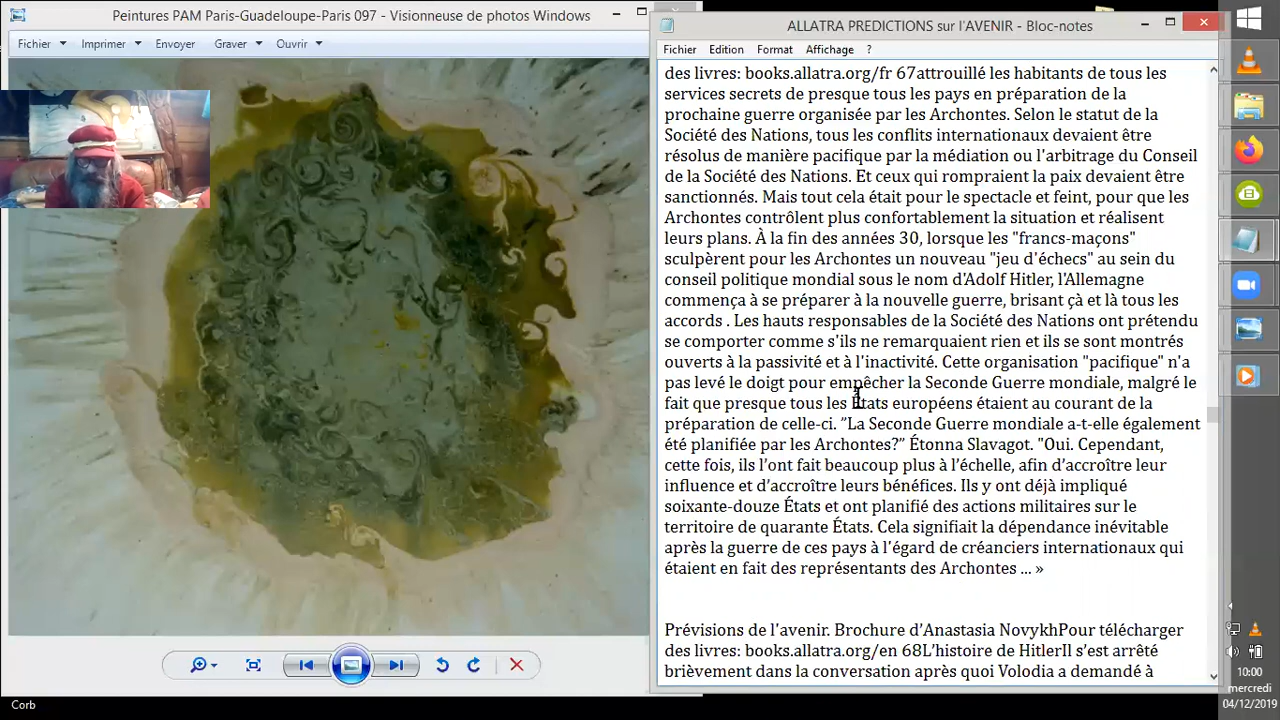 Peintures PAM Paris-Guadeloupe-Paris 097 - Visionneuse de photos Windows
Fichier Imprimer Envoyer Graver Ouvrir
ALLATRA PREDICTIONS sur l'AVENIR - Bloc-notes
Fichier Edition Format Affichage ?
des livres: books.allatra.org/fr 67attrouillé les habitants de tous les
services secrets de presque tous les pays en préparation de la
prochaine guerre organisée par les Archontes. Selon le statut de la
Société des Nations, tous les conflits internationaux devaient être
résolus de manière pacifique par la médiation ou l'arbitrage du Conseil
de la Société des Nations. Et ceux qui rompraient la paix devaient être
sanctionnés. Mais tout cela était pour le spectacle et feint, pour que les
Archontes contrôlent plus confortablement la situation et réalisent
leurs plans. À la fin des années 30, lorsque les "francs-maçons"
sculpèrent pour les Archontes un nouveau "jeu d'échecs" au sein du
conseil politique mondial sous le nom d'Adolf Hitler, l'Allemagne
commença à se préparer à la nouvelle guerre, brisant çà et là tous les
accords . Les hauts responsables de la Société des Nations ont prétendu
se comporter comme s'ils ne remarquaient rien et ils se sont montrés
ouverts à la passivité et à l'inactivité. Cette organisation "pacifique" n'a
pas levé le doigt pour empêcher la Seconde Guerre mondiale, malgré le
fait que presque tous les États européens étaient au courant de la
préparation de celle-ci. ”La Seconde Guerre mondiale a-t-elle également
été planifiée par les Archontes?” Étonna Slavagot. "Oui. Cependant,
cette fois, ils l’ont fait beaucoup plus à l’échelle, afin d’accroître leur
influence et d’accroître leurs bénéfices. Ils y ont déjà impliqué
soixante-douze États et ont planifié des actions militaires sur le
territoire de quarante États. Cela signifiait la dépendance inévitable
après la guerre de ces pays à l’égard de créanciers internationaux qui
étaient en fait des représentants des Archontes ... »
Prévisions de l’avenir. Brochure d’Anastasia NovykhPour télécharger
des livres: books.allatra.org/en 68L’histoire de HitlerIl s’est arrêté
brièvement dans la conversation après quoi Volodia a demandé à
Corb
10:00
mercredi
04/12/2019